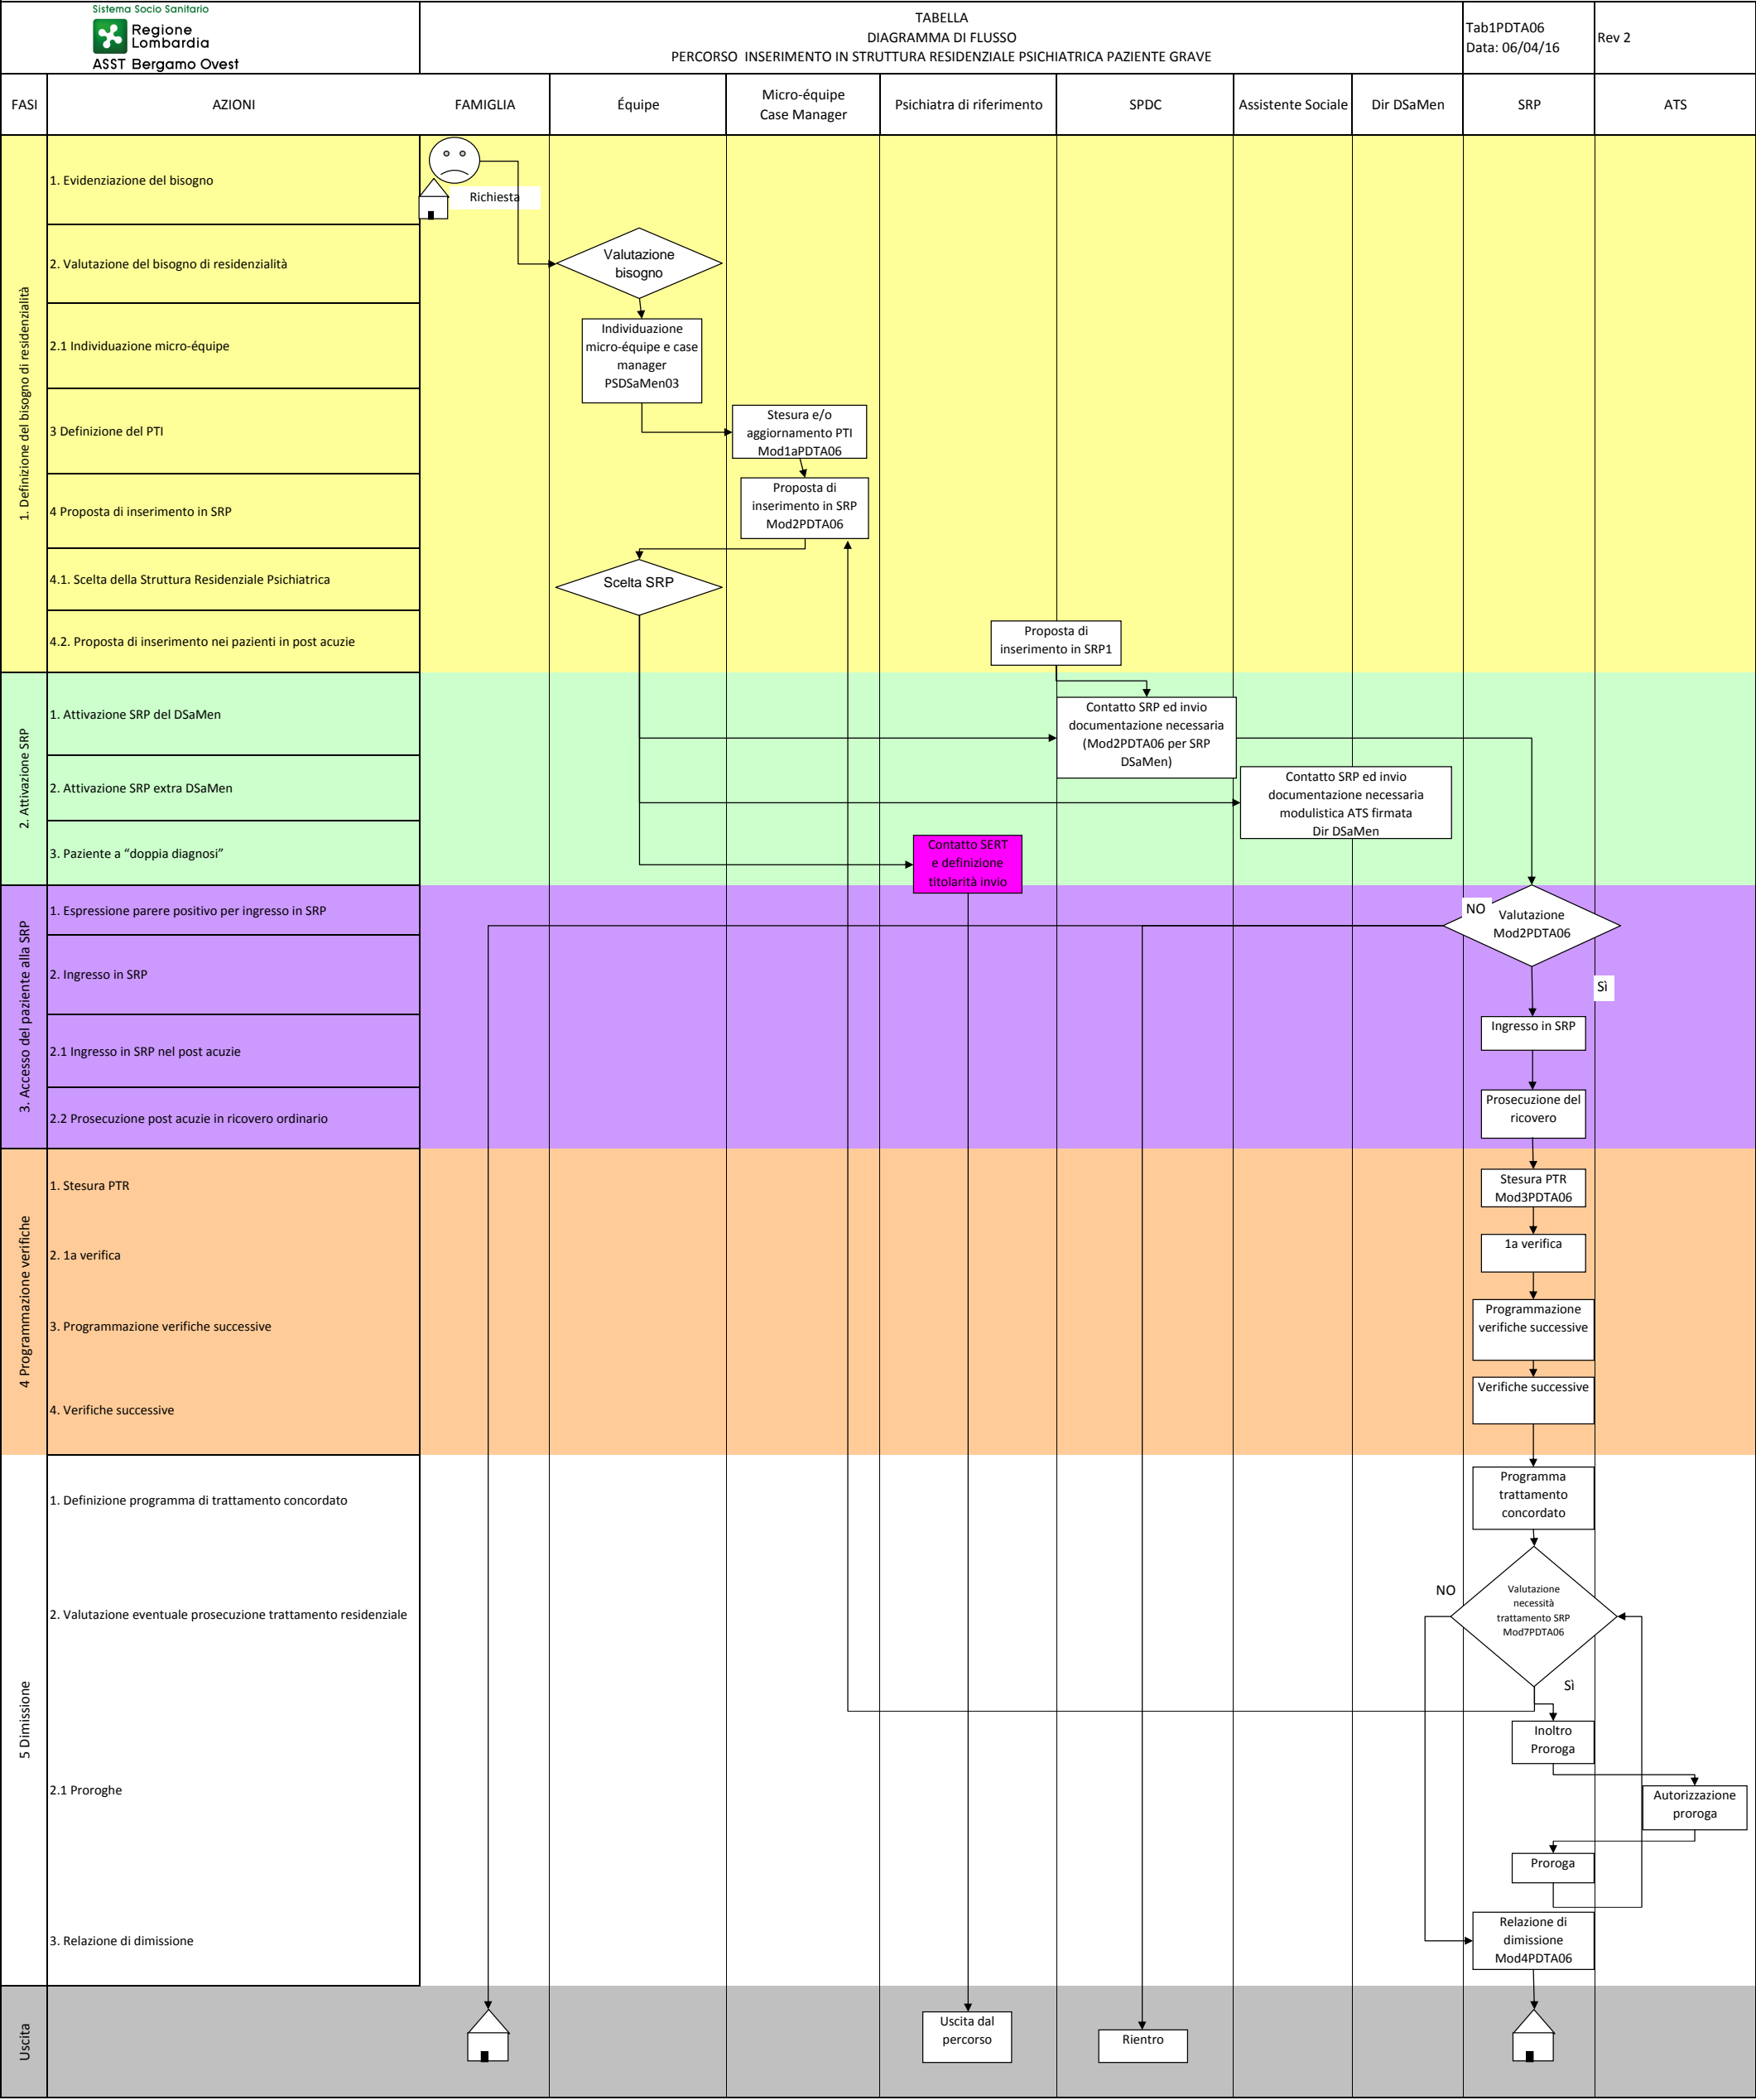 Sistema Socio Sanitario
Regione
Lombardia
ASST Bergamo Ovest
TABELLA
DIAGRAMMA DI FLUSSO
PERCORSO INSERIMENTO IN STRUTTURA RESIDENZIALE PSICHIATRICA PAZIENTE GRAVE
Tab1PDTA06
Data: 06/04/16
Rev 2
FASI
AZIONI
FAMIGLIA
Équipe
Micro-équipe
Case Manager
Psichiatra di riferimento
SPDC
Assistente Sociale
Dir DSaMen
SRP
ATS
1. Definizione del bisogno di residenzialità
1. Evidenziazione del bisogno
Richiesta
2. Valutazione del bisogno di residenzialità
Valutazione
bisogno
2.1 Individuazione micro-équipe
Individuazione
micro-équipe e case
manager
PSDSaMen03
3 Definizione del PTI
Stesura e/o
aggiornamento PTI
Mod1aPDTA06
4 Proposta di inserimento in SRP
Proposta di
inserimento in SRP
Mod2PDTA06
4.1. Scelta della Struttura Residenziale Psichiatrica
Scelta SRP
4.2. Proposta di inserimento nei pazienti in post acuzie
Proposta di
inserimento in SRP1
2. Attivazione SRP
1. Attivazione SRP del DSaMen
Contatto SRP ed invio
documentazione necessaria
(Mod2PDTA06 per SRP
DSaMen)
2. Attivazione SRP extra DSaMen
Contatto SRP ed invio
documentazione necessaria
modulistica ATS firmata
Dir DSaMen
3. Paziente a “doppia diagnosi”
Contatto SERT
e definizione
titolarità invio
3. Accesso del paziente alla SRP
1. Espressione parere positivo per ingresso in SRP
NO
Valutazione
Mod2PDTA06
2. Ingresso in SRP
Sì
Ingresso in SRP
2.1 Ingresso in SRP nel post acuzie
2.2 Prosecuzione post acuzie in ricovero ordinario
Prosecuzione del
ricovero
4 Programmazione verifiche
1. Stesura PTR
Stesura PTR
Mod3PDTA06
2. 1a verifica
1a verifica
3. Programmazione verifiche successive
Programmazione
verifiche successive
4. Verifiche successive
Verifiche successive
5 Dimissione
1. Definizione programma di trattamento concordato
Programma
trattamento
concordato
2. Valutazione eventuale prosecuzione trattamento residenziale
NO
Valutazione
necessità
trattamento SRP
Mod7PDTA06
Sì
Inoltro
Proroga
2.1 Proroghe
Autorizzazione
proroga
Proroga
3. Relazione di dimissione
Relazione di
dimissione
Mod4PDTA06
Uscita
Uscita dal
percorso
Rientro